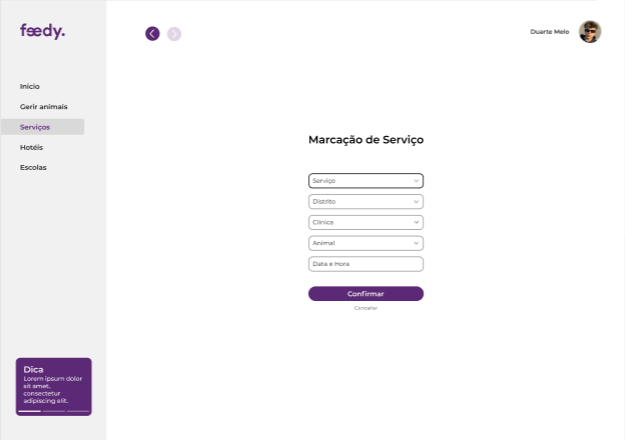 fædy.
Duarte Melo
Início
Gerir animais
Serviços
Hotéis
Escolas
Marcação de Serviço
Serviço
Distrito
Clínica
Animal
Data e Hora
Confirmar
Cancelar
Dica
Lorem ipsum dolor
sit amet,
consectetur
adipiscing elit.